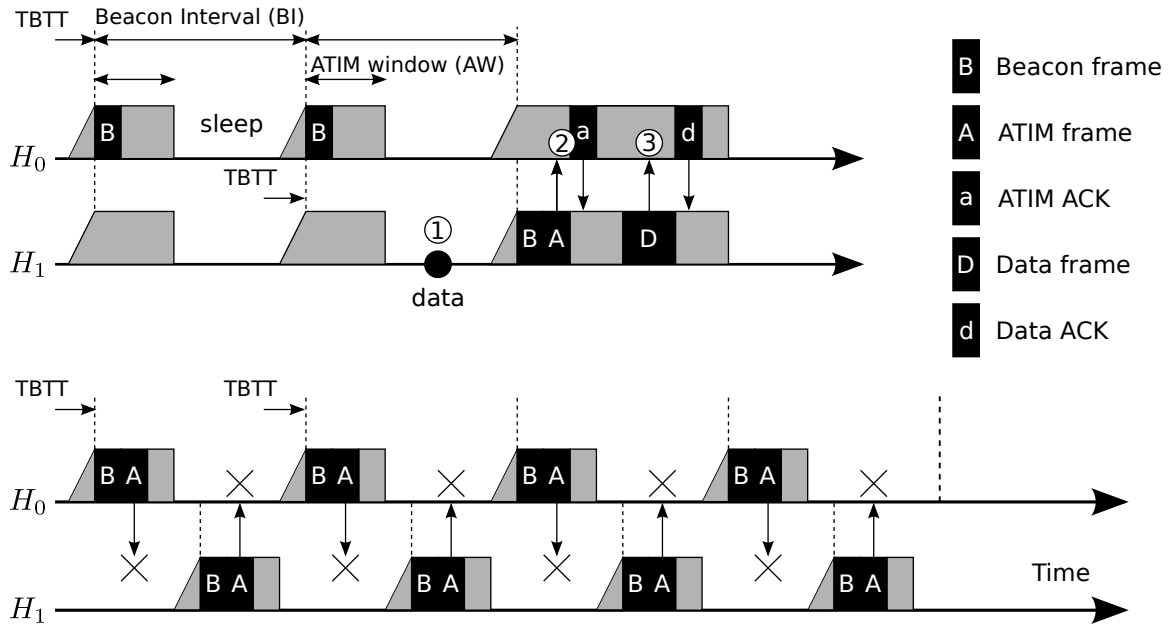 TBTT
Beacon Interval (BI)
ATIM window (AW)
B
sleep
B
2
a
3
d
H0
TBTT
1
B A
D
H1
data
B
Beacon frame
A
ATIM frame
a
ATIM ACK
D
Data frame
d
Data ACK
TBTT
TBTT
B A
B A
B A
B A
H0
B A
B A
B A
B A
Time
H1